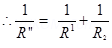 ∴ 1/R" = 1/R¹ + 1/R₂